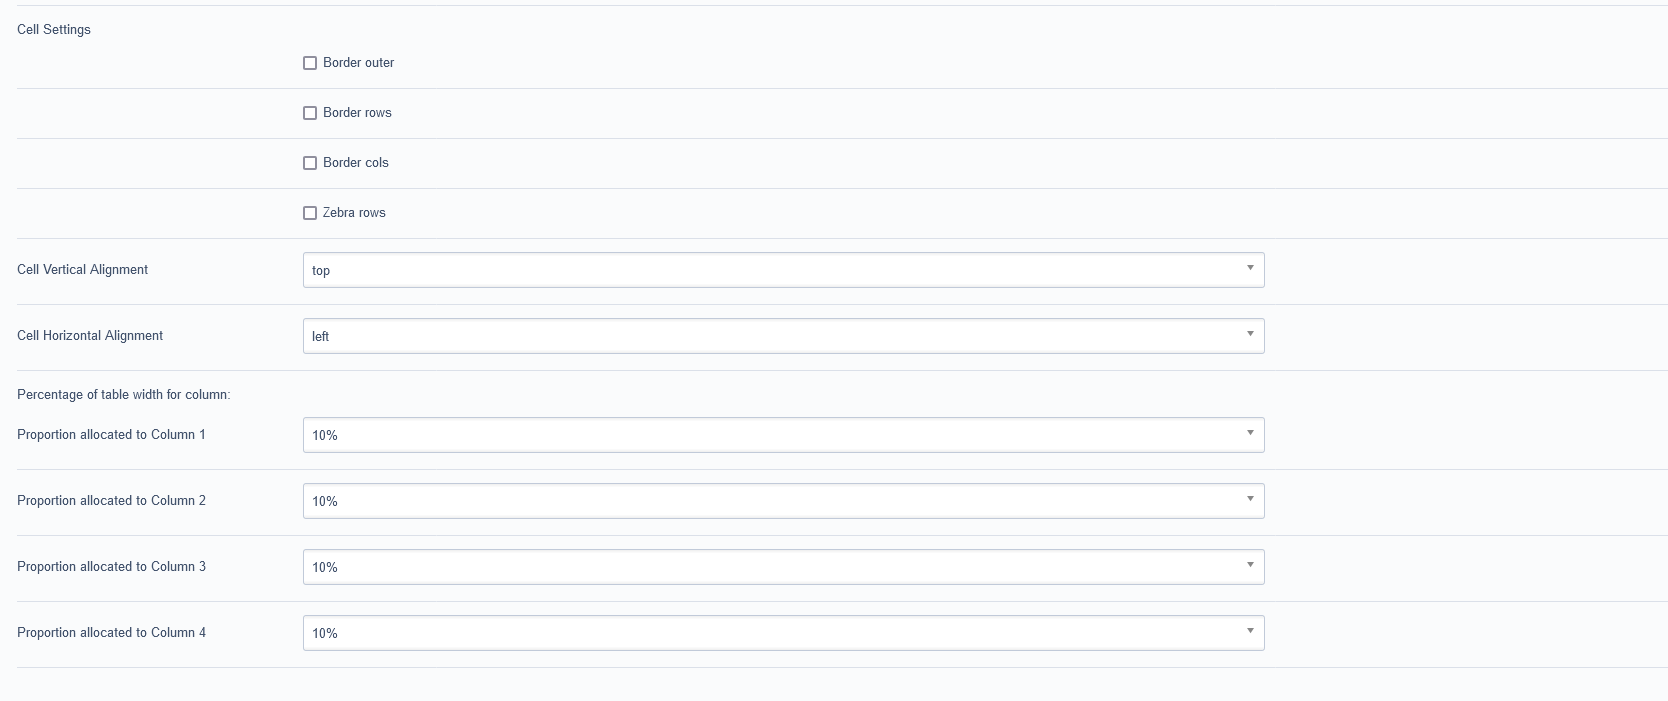 Cell Settings
Border outer
Border rows
Border cols
Zebra rows
Cell Vertical Alignment
top
Cell Horizontal Alignment
left
Percentage of table width for column:
Proportion allocated to Column 1
10%
Proportion allocated to Column 2
10%
Proportion allocated to Column 3
10%
Proportion allocated to Column 4
10%